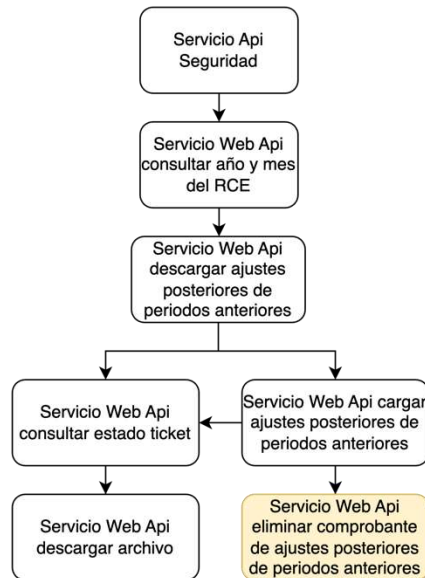 Servicio Api
Seguridad
Servicio Web Api
consultar año y mes
del RCE
Servicio Web Api
descargar ajustes
posteriores de
periodos anteriores
Servicio Web Api
consultar estado ticket
Servicio Web Api cargar
ajustes posteriores de
periodos anteriores
Servicio Web Api
descargar archivo
Servicio Web Api
eliminar comprobante
de ajustes posteriores
de periodos anteriores